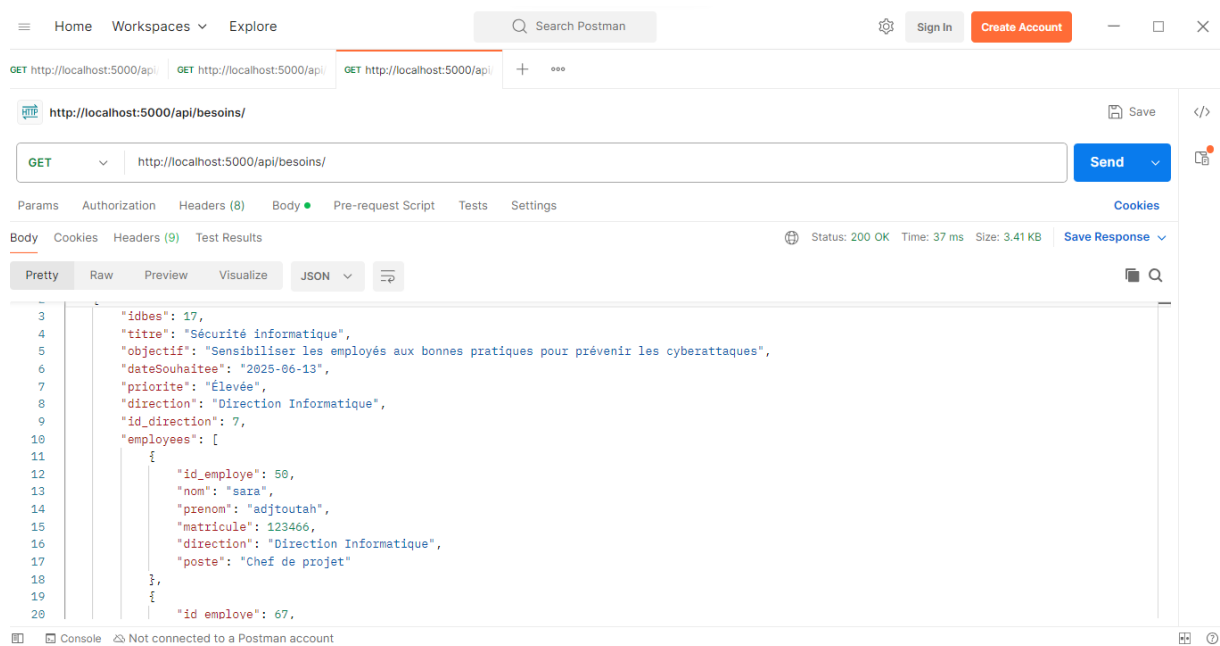 Home Workspaces Explore Search Postman Sign In Create Account
GET http://localhost:5000/api/ GET http://localhost:5000/api/ GET http://localhost:5000/api/
HTTP http://localhost:5000/api/besoins/ Save
GET http://localhost:5000/api/besoins/ Send
Params Authorization Headers (8) Body Pre-request Script Tests Settings Cookies
Body Cookies Headers (9) Test Results Status: 200 OK Time: 37 ms Size: 3.41 KB Save Response
Pretty Raw Preview Visualize JSON
3 "idbes": 17,
4 "titre": "Sécurité informatique",
5 "objectif": "Sensibiliser les employés aux bonnes pratiques pour prévenir les cyberattaques",
6 "dateSouhaitee": "2025-06-13",
7 "priorite": "Élevée",
8 "direction": "Direction Informatique",
9 "id_direction": 7,
10 "employees": [
11 {
12 "id_employe": 50,
13 "nom": "sara",
14 "prenom": "adjtoutah",
15 "matricule": 123466,
16 "direction": "Direction Informatique",
17 "poste": "Chef de projet"
18 },
19 {
20 "id_employe": 67,
Console Not connected to a Postman account